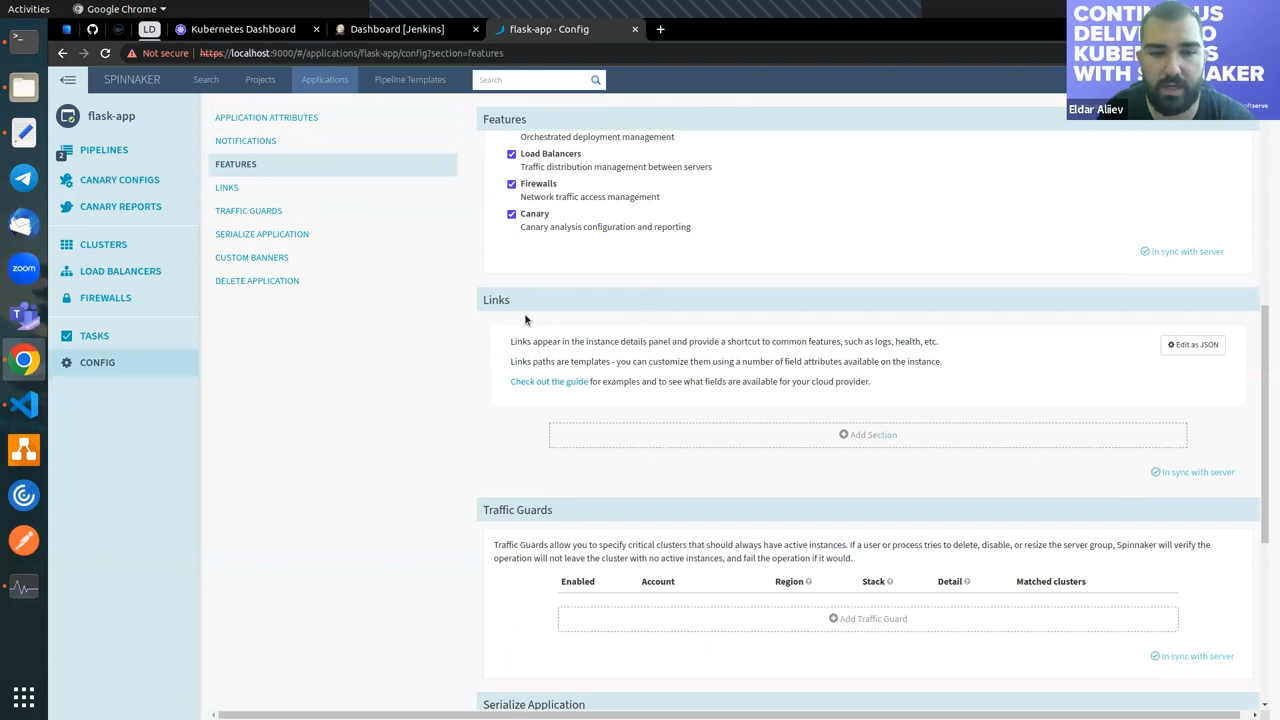 Activities
Google Chrome
LD
Kubernetes Dashboard
Dashboard [Jenkins]
flask-app · Config
Not secure
https://localhost:9000/#/applications/flask-app/config?section=features
SPINNAKER
Search
Projects
Applications
Pipeline Templates
Search
flask-app
2
PIPELINES
CANARY CONFIGS
CANARY REPORTS
CLUSTERS
LOAD BALANCERS
FIREWALLS
TASKS
CONFIG
zoom
APPLICATION ATTRIBUTES
NOTIFICATIONS
FEATURES
LINKS
TRAFFIC GUARDS
SERIALIZE APPLICATION
CUSTOM BANNERS
DELETE APPLICATION
Features
Orchestrated deployment management
Load Balancers
Traffic distribution management between servers
Firewalls
Network traffic access management
Canary
Canary analysis configuration and reporting
In sync with server
Links
Links appear in the instance details panel and provide a shortcut to common features, such as logs, health, etc.
Edit as JSON
Links paths are templates - you can customize them using a number of field attributes available on the instance.
Check out the guide for examples and to see what fields are available for your cloud provider.
Add Section
In sync with server
Traffic Guards
Traffic Guards allow you to specify critical clusters that should always have active instances. If a user or process tries to delete, disable, or resize the server group, Spinnaker will verify the
operation will not leave the cluster with no active instances, and fail the operation if it would.
Enabled Account Region Stack Detail Matched clusters
Add Traffic Guard
In sync with server
Serialize Application
WITH
Eldar Aliiev